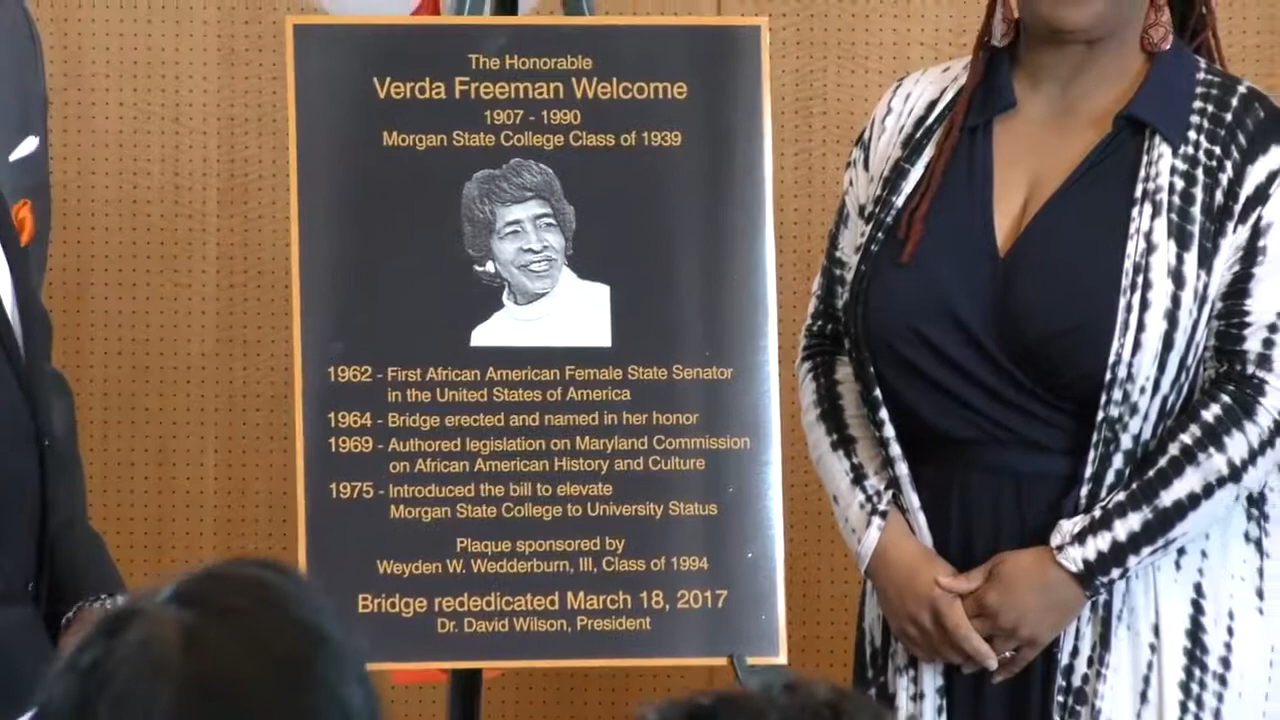 The Honorable
Verda Freeman Welcome
1907 - 1990
Morgan State College Class of 1939
1962 - First African American Female State Senator
in the United States of America
1964 - Bridge erected and named in her honor
1969 - Authored legislation on Maryland Commission
on African American History and Culture
1975 - Introduced the bill to elevate
Morgan State College to University Status
Plaque sponsored by
Weyden W. Wedderburn, III, Class of 1994
Bridge rededicated March 18, 2017
Dr. David Wilson, President